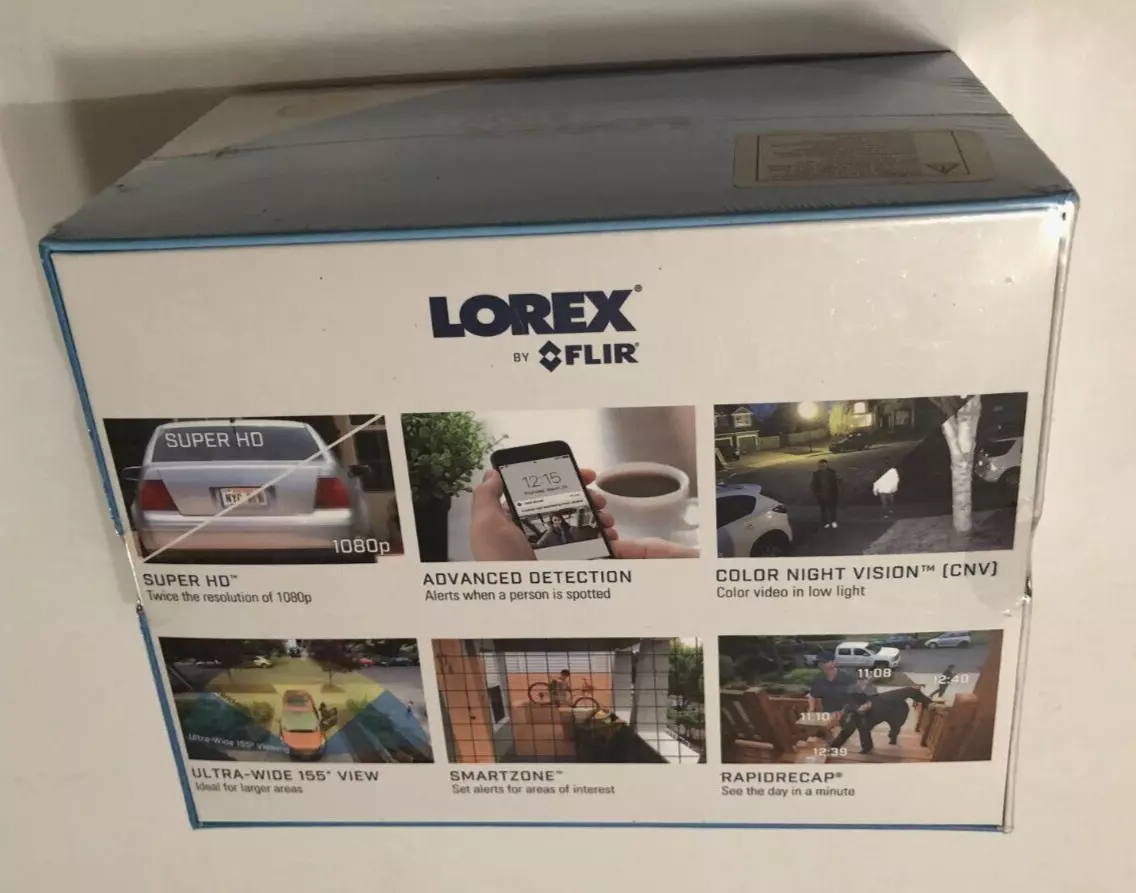 LOREX®
BY FLIR®
SUPER HD
1080p
12:15
SUPER HD™
Twice the resolution of 1080p
ADVANCED DETECTION
Alerts when a person is spotted
COLOR NIGHT VISION™ (CNV)
Color video in low light
Ultra-Wide 155° Viewing
11:08
12:40
11:10
12:39
ULTRA-WIDE 155° VIEW
Ideal for larger areas
SMARTZONE™
Set alerts for areas of interest
RAPIDRECAP®
See the day in a minute